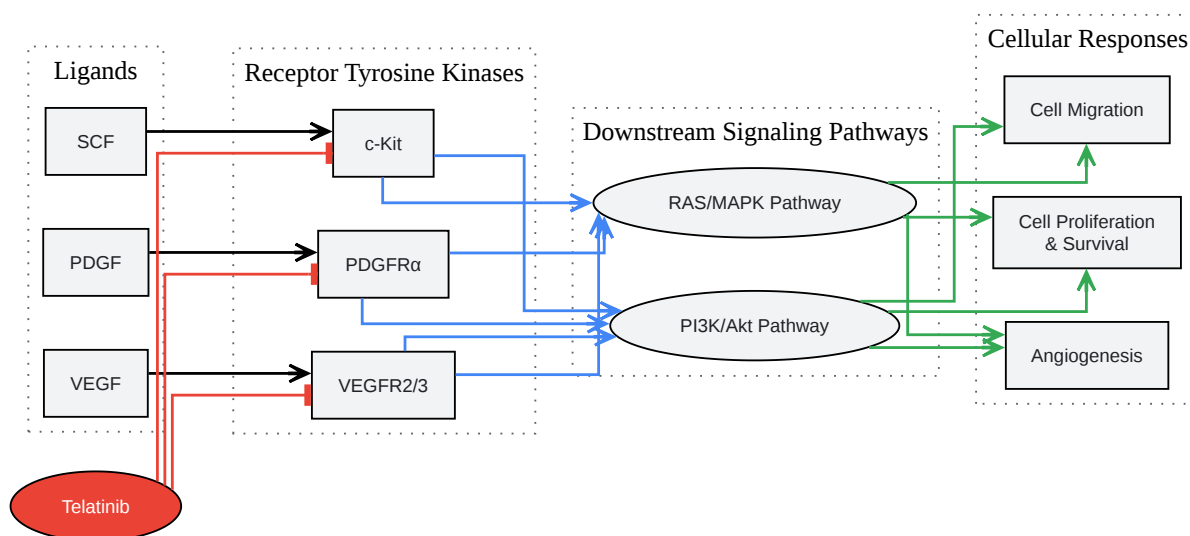 Ligands
SCF
PDGF
VEGF
Telatinib
Receptor Tyrosine Kinases
c-Kit
PDGFRα
VEGFR2/3
Downstream Signaling Pathways
RAS/MAPK Pathway
PI3K/Akt Pathway
Cellular Responses
Cell Migration
Cell Proliferation
& Survival
Angiogenesis